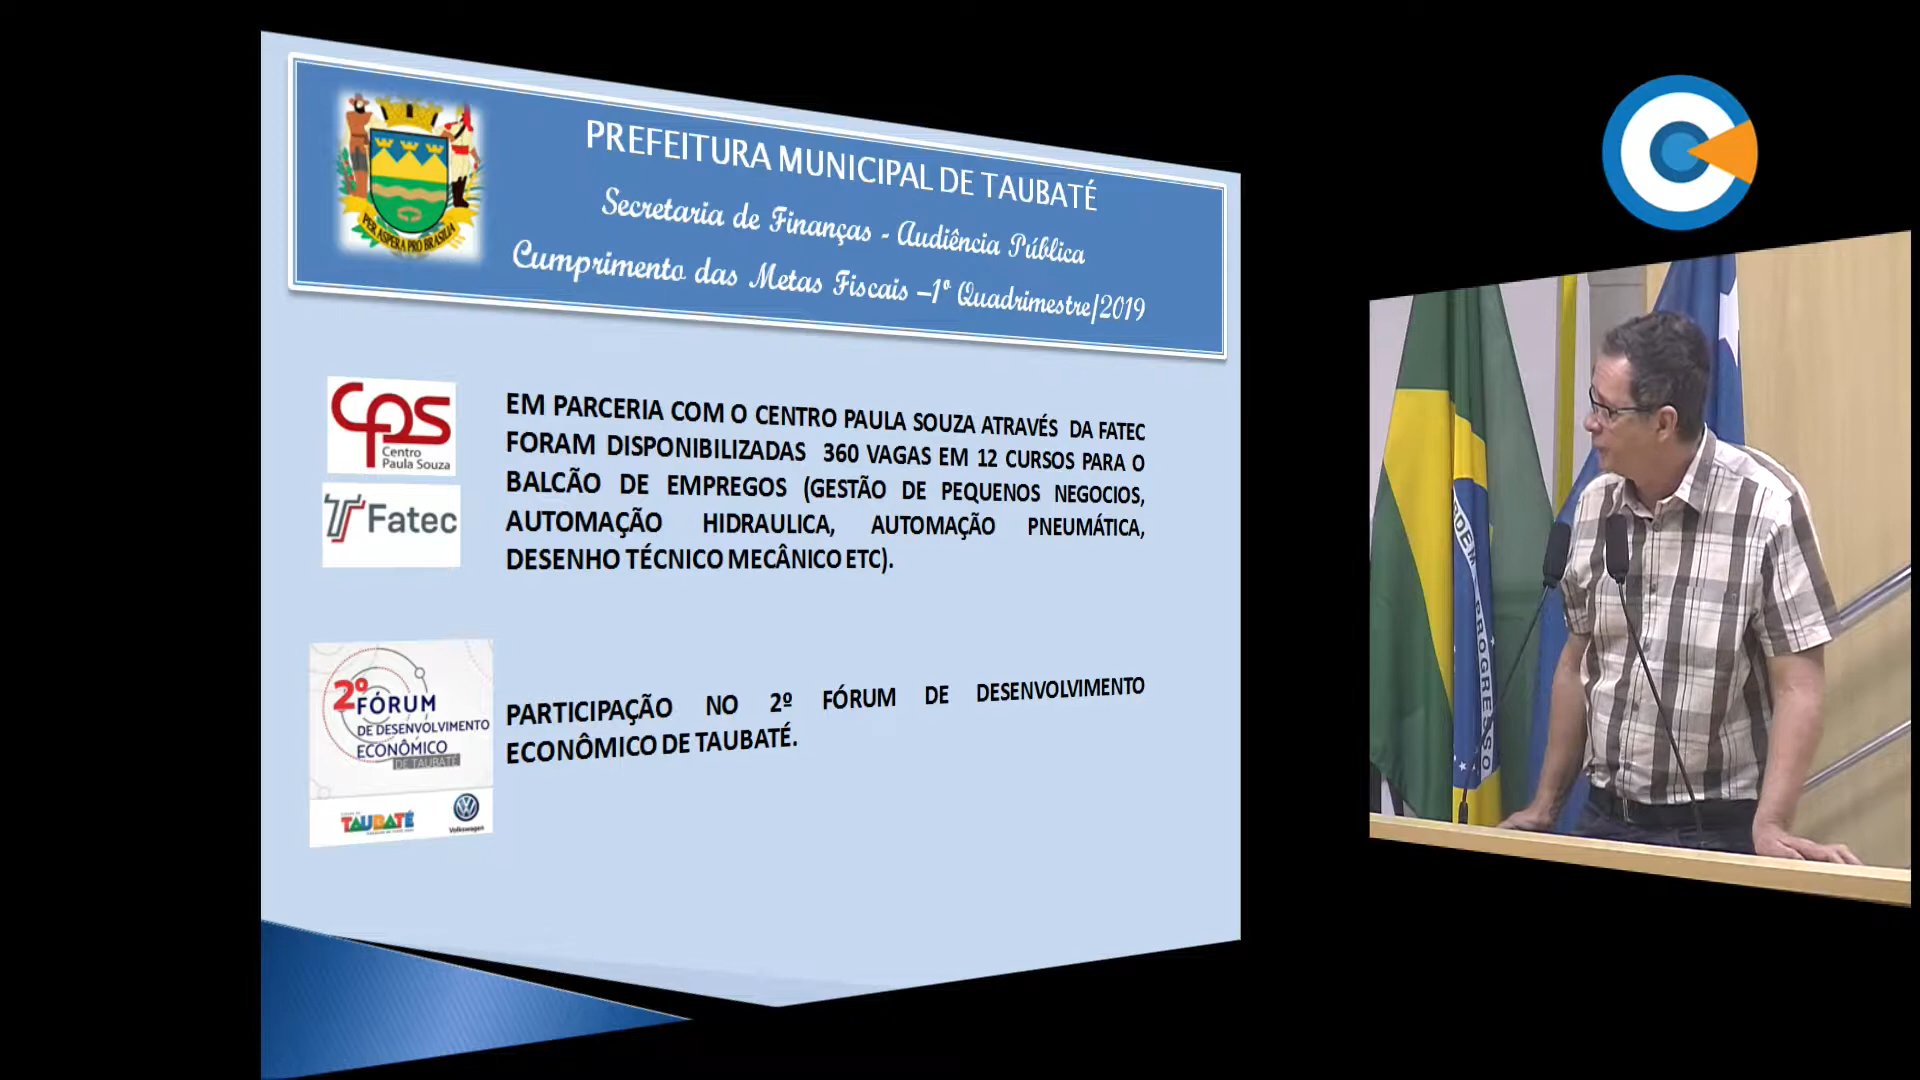 PREFEITURA MUNICIPAL DE TAUBATÉ
Secretaria de Finanças - Audiência Pública
Cumprimento das Metas Fiscais –1º Quadrimestre/2019
PER ASPERA PRÓ BRASILIA
CPS
Centro
Paula Souza
Fatec
EM PARCERIA COM O CENTRO PAULA SOUZA ATRAVÉS DA FATEC
FORAM DISPONIBILIZADAS 360 VAGAS EM 12 CURSOS PARA O
BALCÃO DE EMPREGOS (GESTÃO DE PEQUENOS NEGOCIOS,
AUTOMAÇÃO HIDRAULICA, AUTOMAÇÃO PNEUMÁTICA,
DESENHO TÉCNICO MECÂNICO ETC).
2º FÓRUM
DE DESENVOLVIMENTO
ECONÔMICO
DE TAUBATÉ
TAUBATÉ
Volkswagen
PARTICIPAÇÃO NO 2º FÓRUM DE DESENVOLVIMENTO
ECONÔMICO DE TAUBATÉ.
RDEM E PROGRESSO